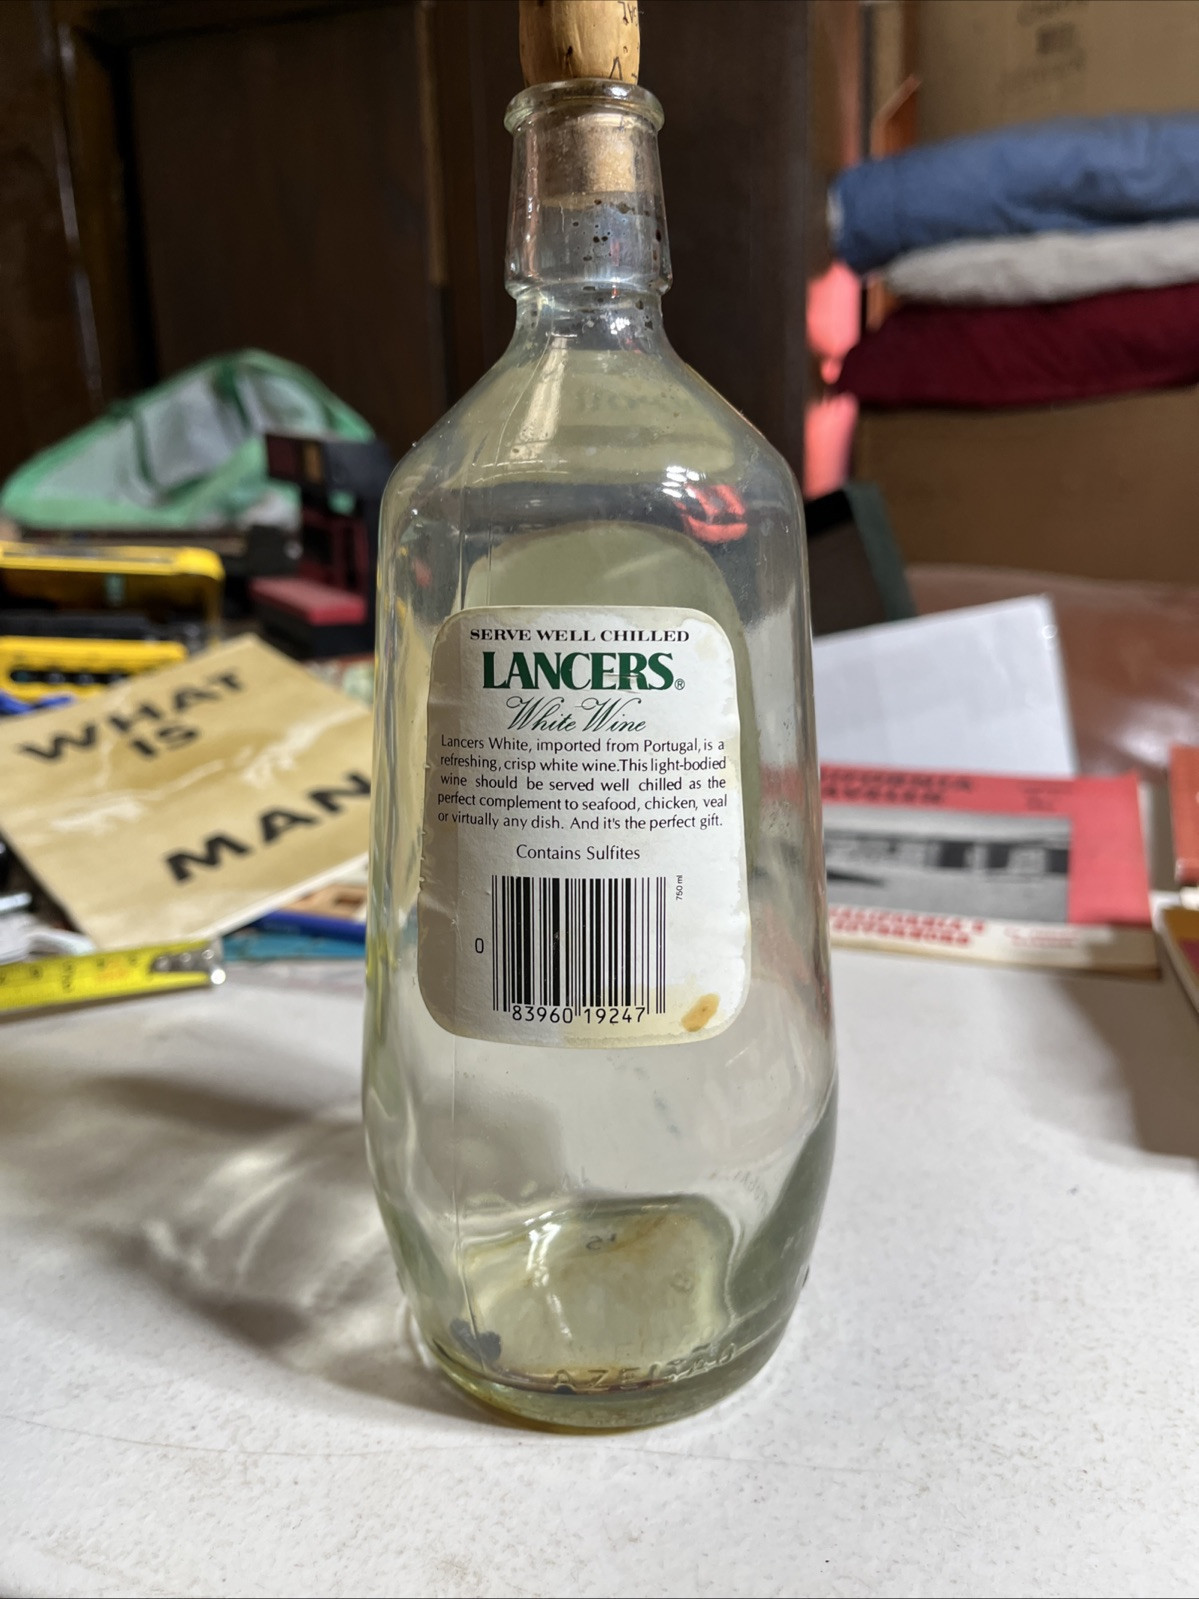 SERVE WELL CHILLED
LANCERS®
White Wine
Lancers White, imported from Portugal, is a
refreshing, crisp white wine. This light-bodied
wine should be served well chilled as the
perfect complement to seafood, chicken, veal
or virtually any dish. And it's the perfect gift.
Contains Sulfites
750 ml
0 83960 19247
WHAT
IS
MAN